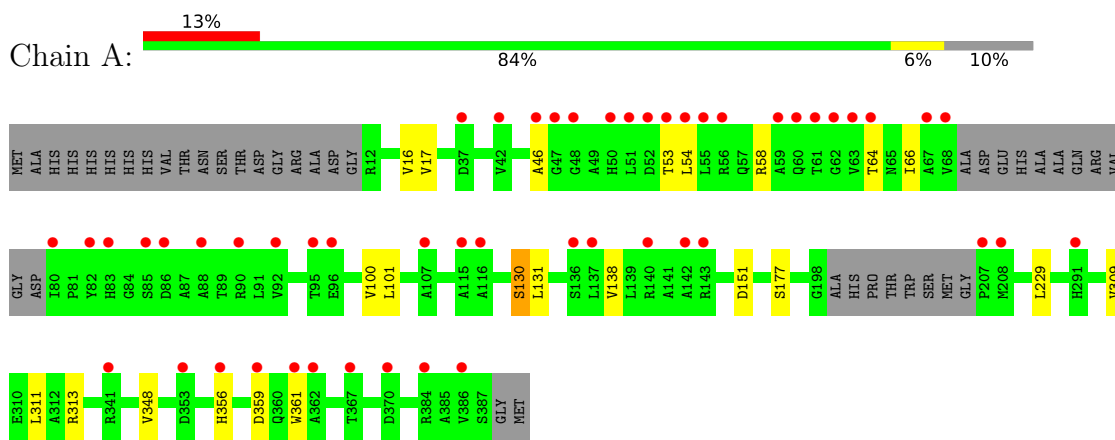 13%
Chain A:
84% 6% 10%
MET ALA HIS HIS HIS HIS HIS HIS VAL THR ASN SER THR ASP GLY ARG ALA ASP GLY R12 V16 V17 D37 V42 A46 G47 G48 A49 H50 L51 D52 T53 L54 L55 R56 Q57 R58 A59 Q60 T61 G62 V63 T64 N65 I66 A67 V68 ALA ASP GLU HIS ALA ALA GLN ARG VAL
GLY ASP I80 P81 Y82 H83 G84 S85 D86 A87 A88 T89 R90 L91 V92 T95 E96 V100 L101 A107 A115 A116 S130 L131 S136 L137 V138 L139 R140 A141 A142 R143 D151 S177 G198 ALA HIS PRO THR TRP SER MET GLY P207 M208 L229 H291 V309
E310 L311 A312 R313 R341 V348 D353 H356 D359 Q360 W361 A362 T367 D370 R384 A385 V386 S387 GLY MET